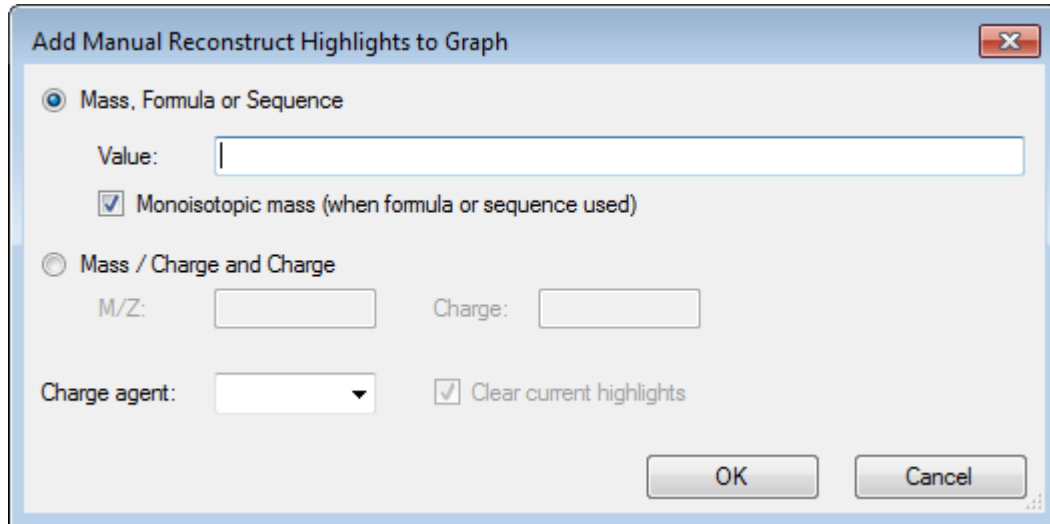 Add Manual Reconstruct Highlights to Graph
Mass, Formula or Sequence
Value:
Monoisotopic mass (when formula or sequence used)
Mass / Charge and Charge
M/Z: Charge:
Charge agent: Clear current highlights
OK Cancel